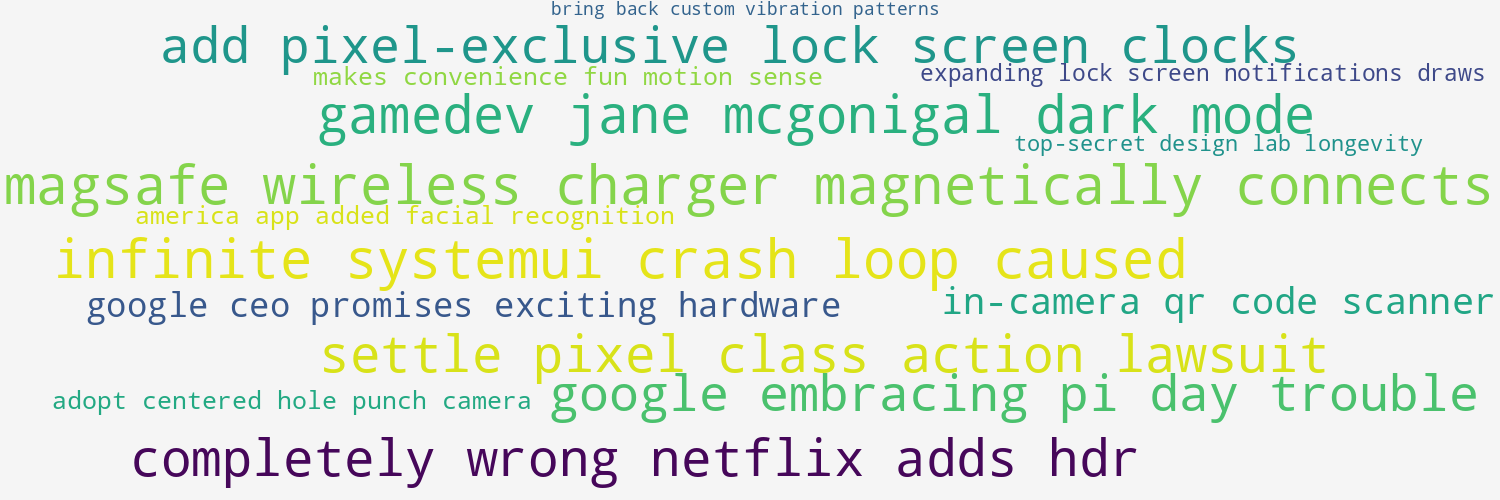 bring back custom vibration patterns
add pixel-exclusive lock screen clocks
makes convenience fun motion sense
expanding lock screen notifications draws
gamedev jane mcgonigal dark mode
top-secret design lab longevity
magsafe wireless charger magnetically connects
america app added facial recognition
infinite systemui crash loop caused
google ceo promises exciting hardware
in-camera qr code scanner
settle pixel class action lawsuit
adopt centered hole punch camera
google embracing pi day trouble
completely wrong netflix adds hdr